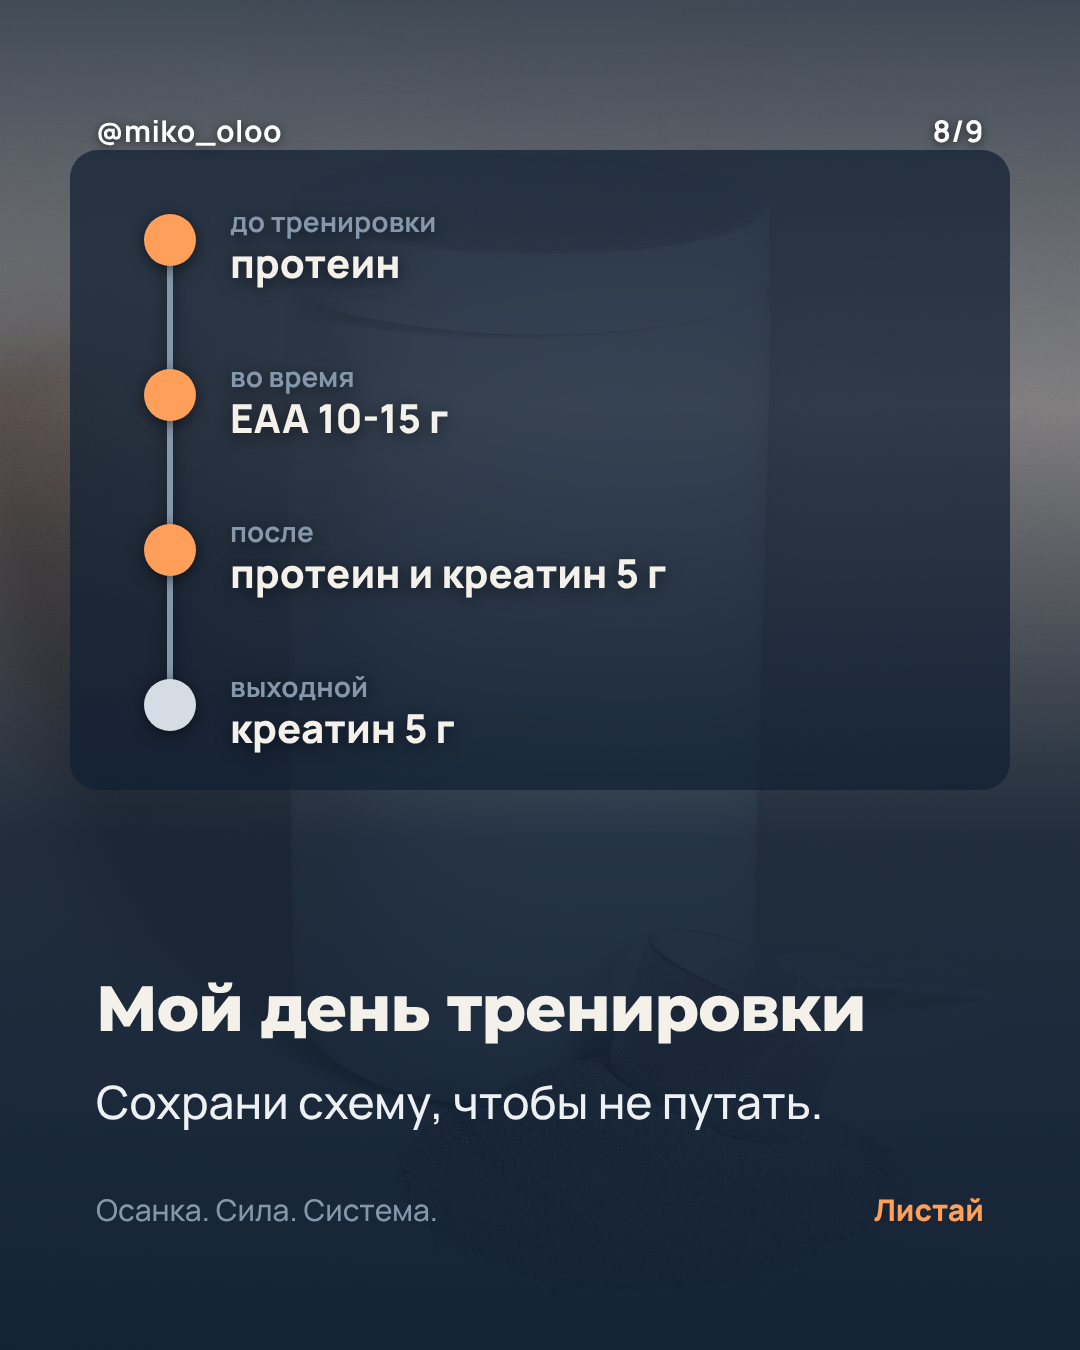 @miko_oloo
8/9
до тренировки
протеин
во время
EAA 10-15 г
после
протеин и креатин 5 г
выходной
креатин 5 г
Мой день тренировки
Сохрани схему, чтобы не путать.
Осанка. Сила. Система.
Листай